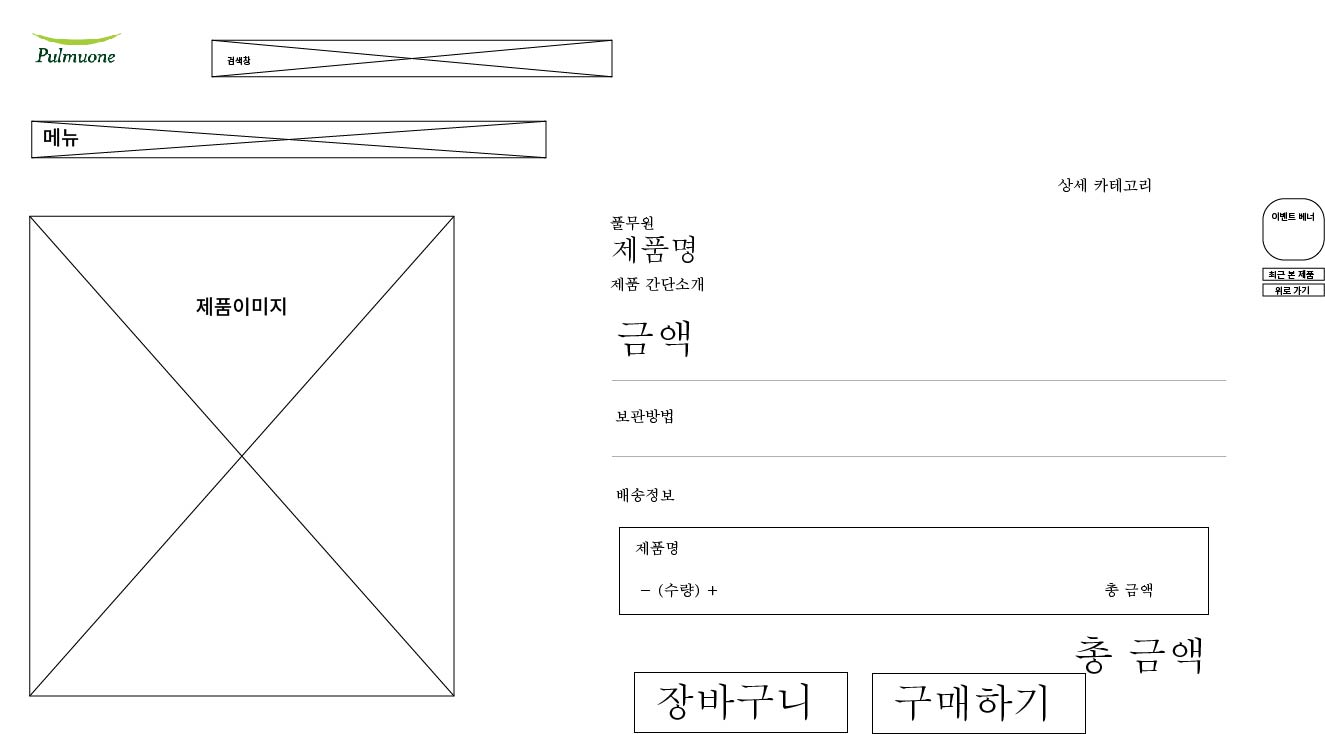 Pulmuone
검색창
메뉴
상세 카테고리
이벤트 베너
최근 본 제품
위로 가기
풀무원
제품명
제품 간단소개
금액
제품이미지
보관방법
배송정보
제품명
– (수량) +
총 금액
총 금액
장바구니
구매하기